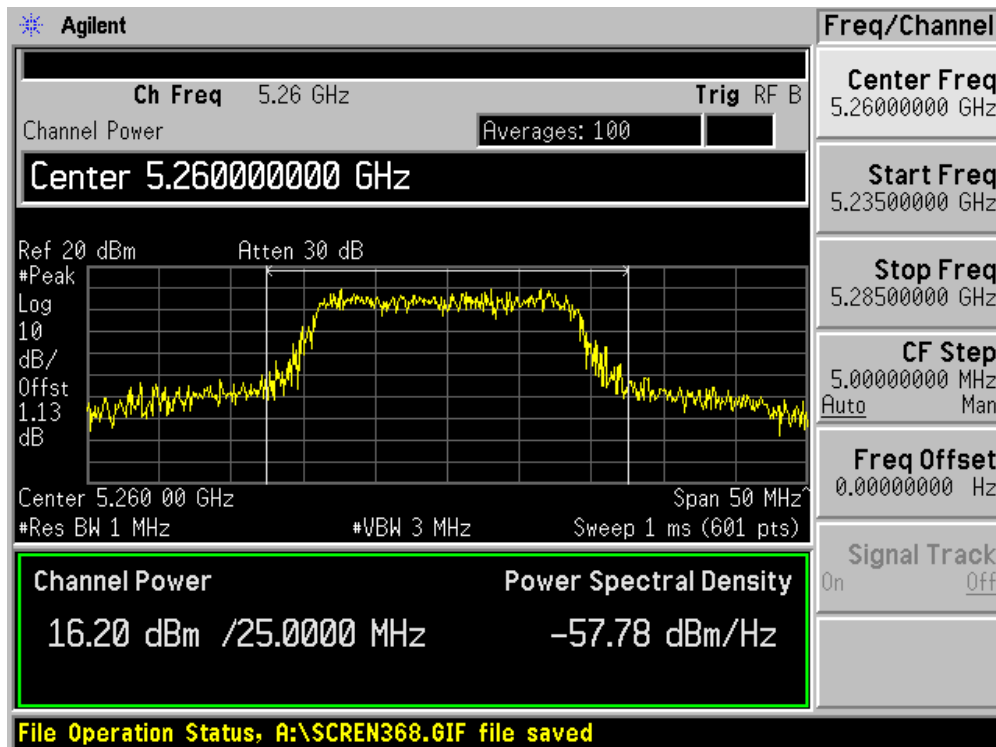 Agilent
Freq/Channel
Ch Freq 5.26 GHz Trig RF B
Channel Power Averages: 100
Center 5.260000000 GHz
Ref 20 dBm Atten 30 dB
#Peak
Log
10
dB/
Offst
1.13
dB
Center 5.260 00 GHz Span 50 MHz^
#Res BW 1 MHz #VBW 3 MHz Sweep 1 ms (601 pts)
Channel Power Power Spectral Density
16.20 dBm /25.0000 MHz -57.78 dBm/Hz
File Operation Status, A:\SCREN368.GIF file saved
Center Freq
5.26000000 GHz
Start Freq
5.23500000 GHz
Stop Freq
5.28500000 GHz
CF Step
5.00000000 MHz
Auto Man
Freq Offset
0.00000000 Hz
Signal Track
On Off